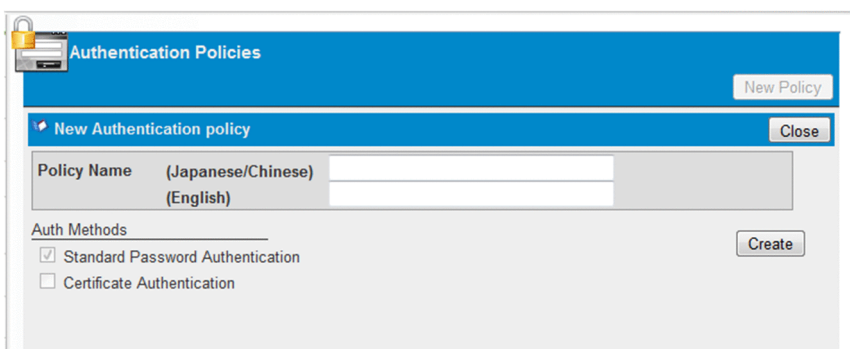 Authentication Policies
New Policy
New Authentication policy
Close
Policy Name (Japanese/Chinese)
(English)
Auth Methods
Create
Standard Password Authentication
Certificate Authentication